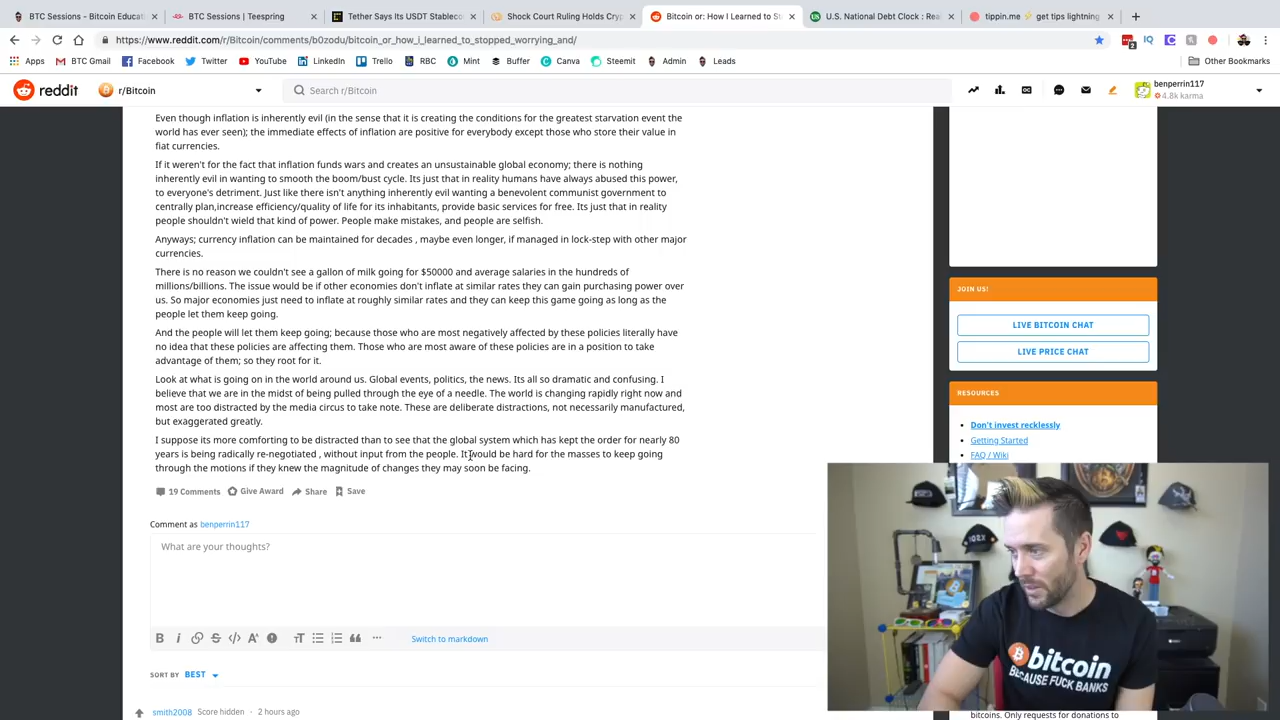 BTC Sessions - Bitcoin Educat
BTC Sessions | Teespring
Tether Says Its USDT Stableco
Shock Court Ruling Holds Cryp
Bitcoin or: How I Learned to St
U.S. National Debt Clock : Rea
tippin.me ⚡ get tips lightning
https://www.reddit.com/r/Bitcoin/comments/b0zodu/bitcoin_or_how_i_learned_to_stopped_worrying_and/
Apps
BTC Gmail
Facebook
Twitter
YouTube
LinkedIn
Trello
RBC
Mint
Buffer
Canva
Steemit
Admin
Leads
Other Bookmarks
reddit
r/Bitcoin
Search r/Bitcoin
benperrin117
4.8k karma
Even though inflation is inherently evil (in the sense that it is creating the conditions for the greatest starvation event the
world has ever seen); the immediate effects of inflation are positive for everybody except those who store their value in
fiat currencies.
If it weren't for the fact that inflation funds wars and creates an unsustainable global economy; there is nothing
inherently evil in wanting to smooth the boom/bust cycle. Its just that in reality humans have always abused this power,
to everyone's detriment. Just like there isn't anything inherently evil wanting a benevolent communist government to
centrally plan,increase efficiency/quality of life for its inhabitants, provide basic services for free. Its just that in reality
people shouldn't wield that kind of power. People make mistakes, and people are selfish.
Anyways; currency inflation can be maintained for decades , maybe even longer, if managed in lock-step with other major
currencies.
There is no reason we couldn't see a gallon of milk going for $50000 and average salaries in the hundreds of
millions/billions. The issue would be if other economies don't inflate at similar rates they can gain purchasing power over
us. So major economies just need to inflate at roughly similar rates and they can keep this game going as long as the
people let them keep going.
And the people will let them keep going; because those who are most negatively affected by these policies literally have
no idea that these policies are affecting them. Those who are most aware of these policies are in a position to take
advantage of them; so they root for it.
Look at what is going on in the world around us. Global events, politics, the news. Its all so dramatic and confusing. I
believe that we are in the midst of being pulled through the eye of a needle. The world is changing rapidly right now and
most are too distracted by the media circus to take note. These are deliberate distractions, not necessarily manufactured,
but exaggerated greatly.
I suppose its more comforting to be distracted than to see that the global system which has kept the order for nearly 80
years is being radically re-negotiated , without input from the people. It would be hard for the masses to keep going
through the motions if they knew the magnitude of changes they may soon be facing.
19 Comments
Give Award
Share
Save
Comment as benperrin117
What are your thoughts?
Switch to markdown
SORT BY BEST
smith2008 Score hidden · 2 hours ago
JOIN US!
LIVE BITCOIN CHAT
LIVE PRICE CHAT
RESOURCES
Don't invest recklessly
Getting Started
FAQ / Wiki
bitcoin
BECAUSE FUCK BANKS
bitcoins. Only requests for donations to